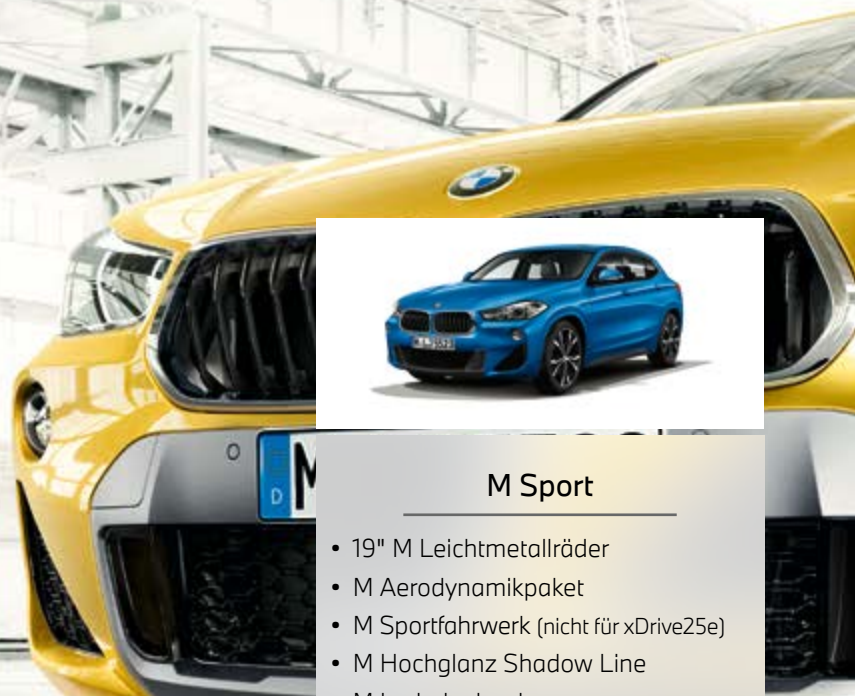 D
M Sport
• 19" M Leichtmetallräder
• M Aerodynamikpaket
• M Sportfahrwerk (nicht für xDrive25e)
• M Hochglanz Shadow Line